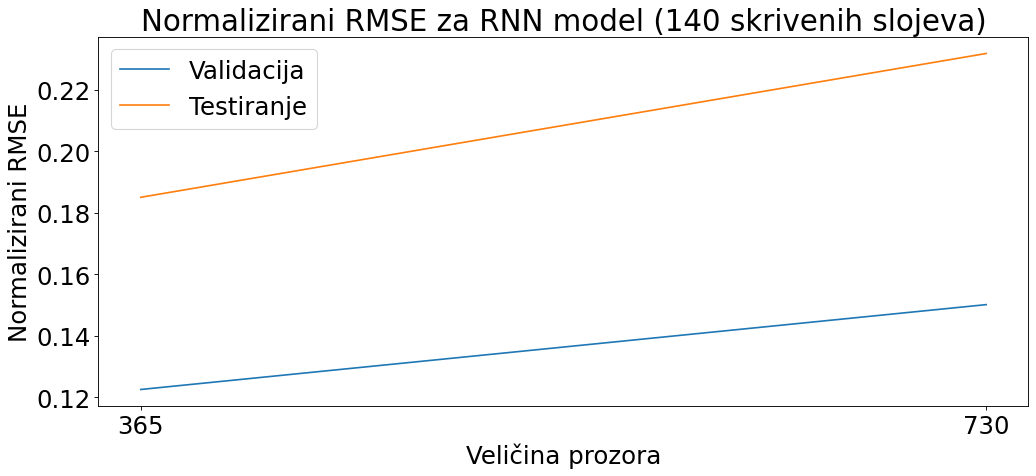 Normalizirani RMSE za RNN model (140 skrivenih slojeva)
Validacija
Testiranje
Normalizirani RMSE
0.22
0.20
0.18
0.16
0.14
0.12
365
730
Veličina prozora